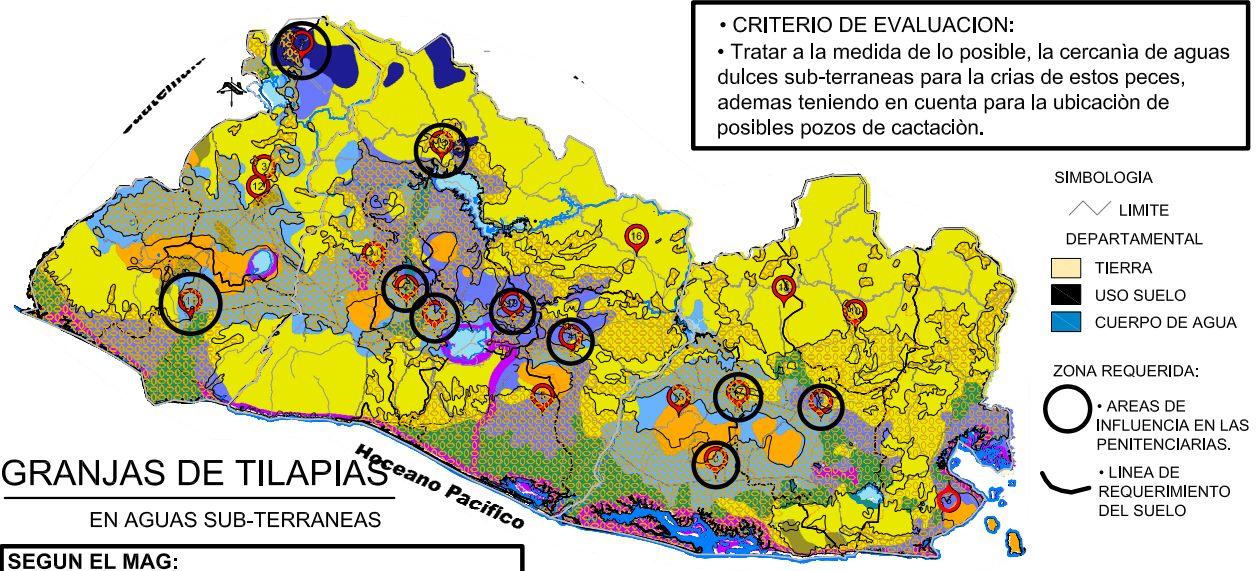 • CRITERIO DE EVALUACION:
• Tratar a la medida de lo posible, la cercanìa de aguas
dulces sub-terraneas para la crias de estos peces,
ademas teniendo en cuenta para la ubicaciòn de
posibles pozos de cactaciòn.
SIMBOLOGIA
LIMITE
DEPARTAMENTAL
TIERRA
USO SUELO
CUERPO DE AGUA
ZONA REQUERIDA:
• AREAS DE
INFLUENCIA EN LAS
PENITENCIARIAS.
• LINEA DE
REQUERIMIENTO
DEL SUELO
3
12
16
Hoceano Pacífico
GRANJAS DE TILAPIAS
EN AGUAS SUB-TERRANEAS
SEGUN EL MAG: